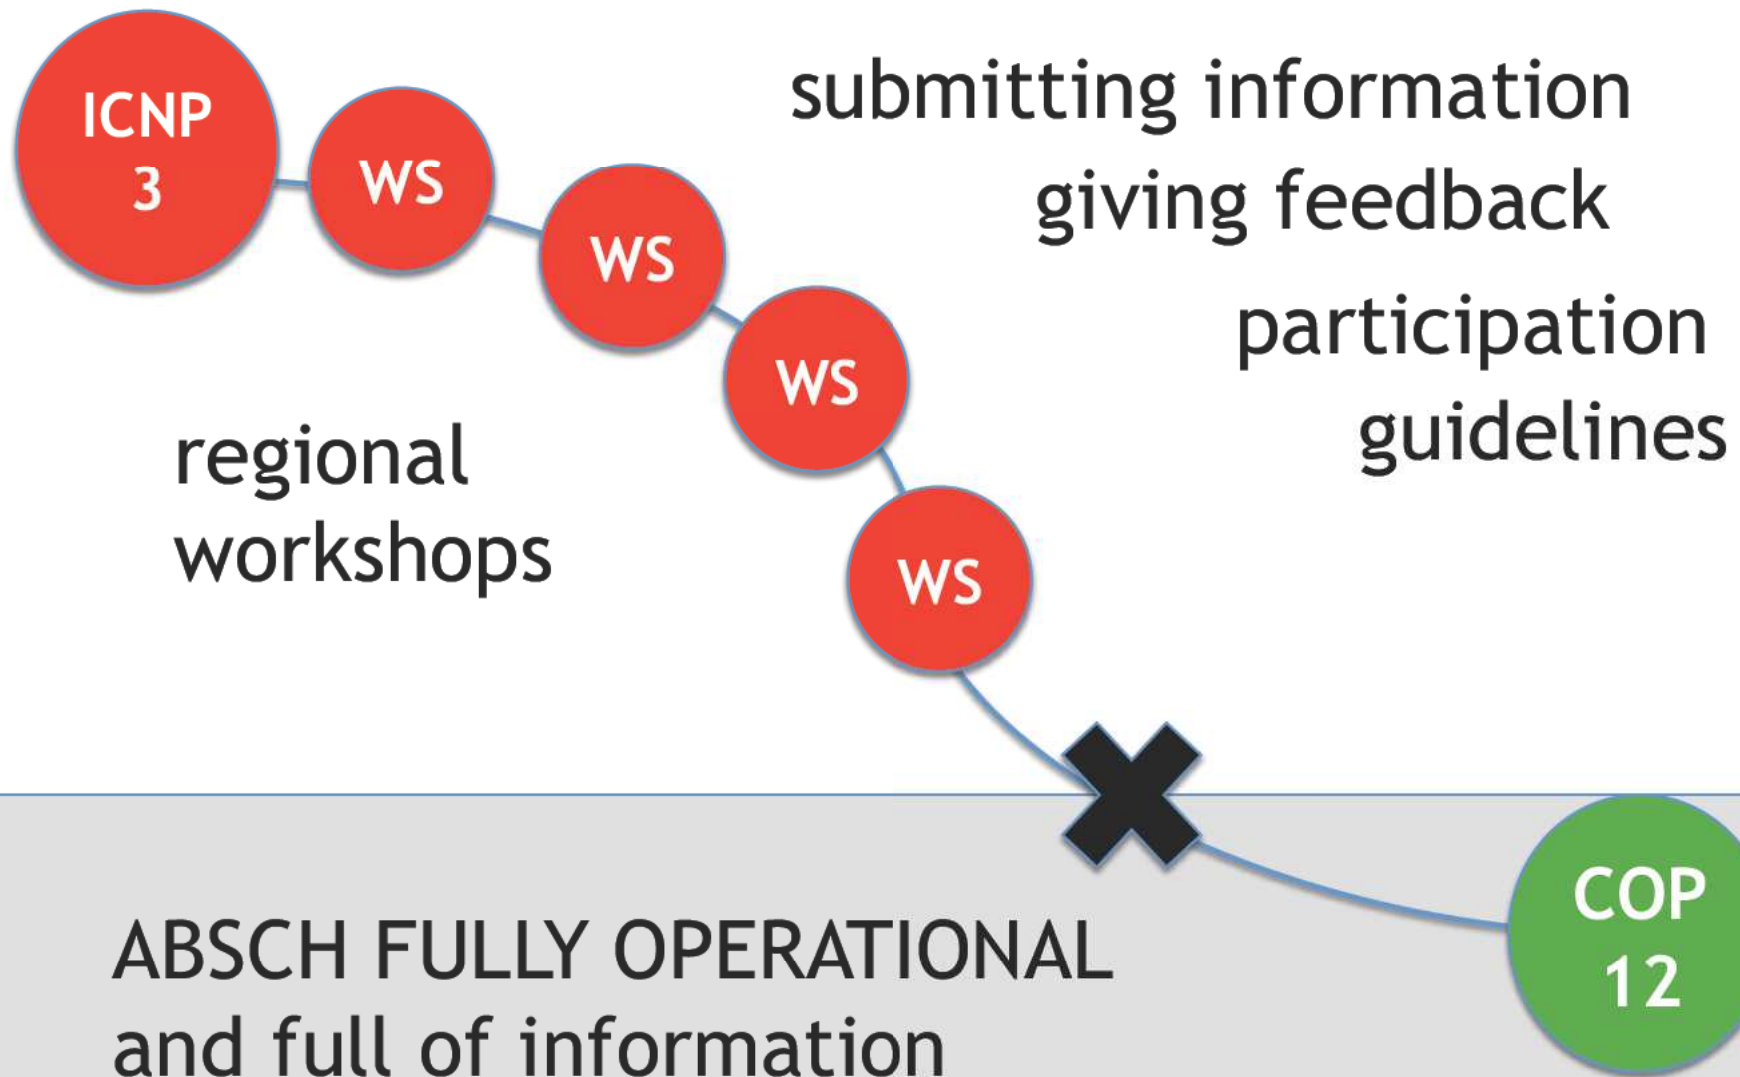 ICNP
3
WS
WS
WS
WS
submitting information
giving feedback
participation
guidelines
regional
workshops
COP
12
ABSCH FULLY OPERATIONAL
and full of information